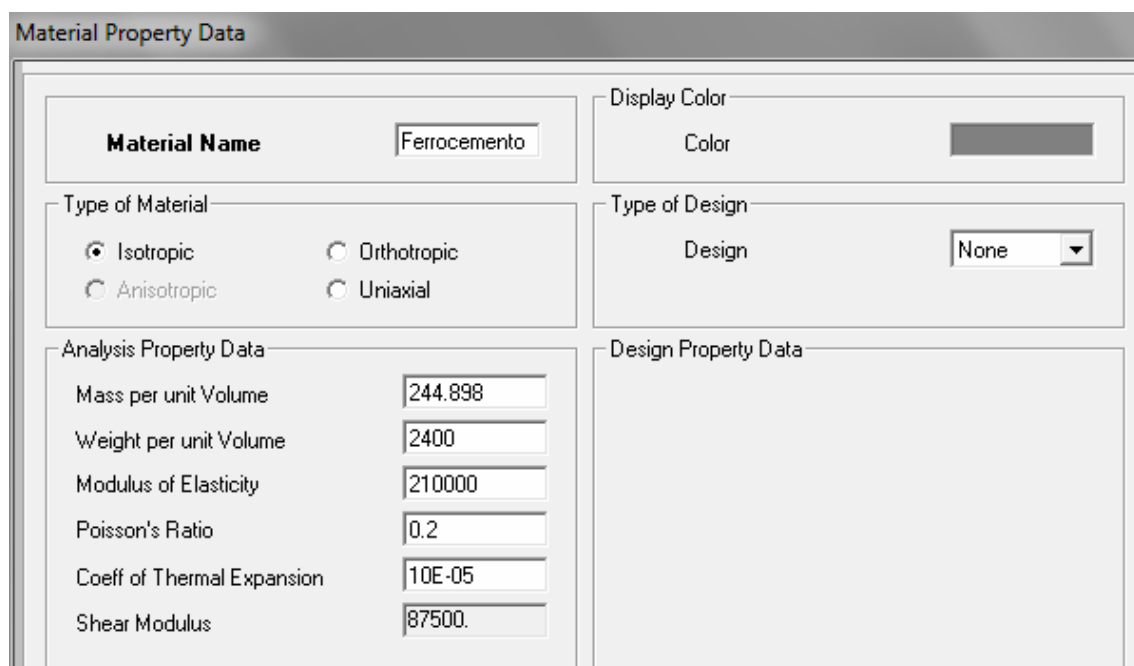 Material Property Data
Material Name Ferrocemento
Display Color
Color
Type of Material
Isotropic Orthotropic
Anisotropic Uniaxial
Type of Design
Design None
Analysis Property Data
Mass per unit Volume 244.898
Weight per unit Volume 2400
Modulus of Elasticity 210000
Poisson's Ratio 0.2
Coeff of Thermal Expansion 10E-05
Shear Modulus 87500.
Design Property Data